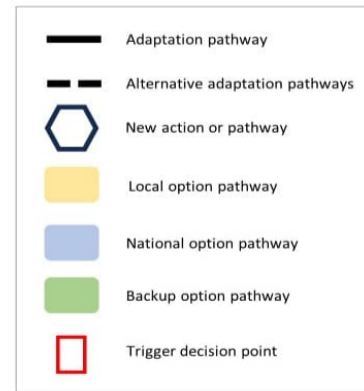 Adaptation pathway
Alternative adaptation pathways
New action or pathway
Local option pathway
National option pathway
Backup option pathway
Trigger decision point